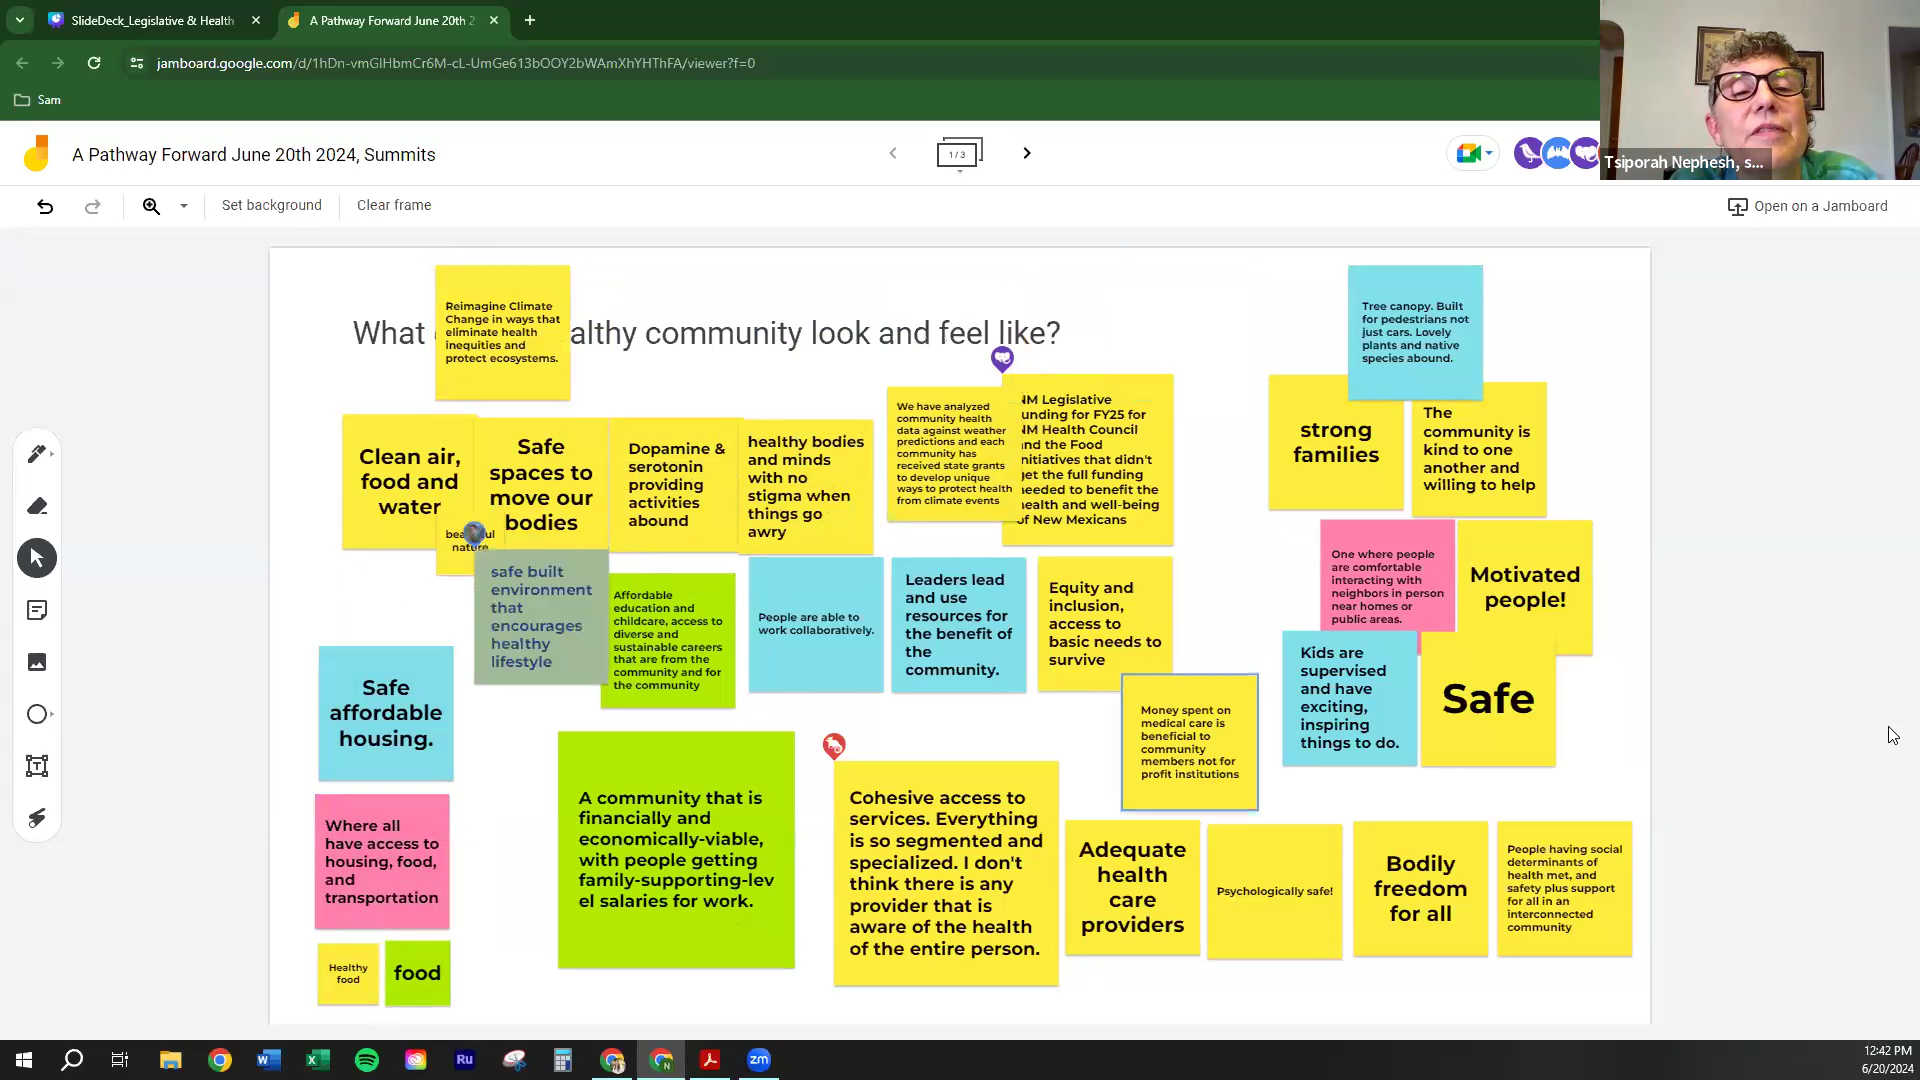 SlideDeck_Legislative & Health
A Pathway Forward June 20th 2
jamboard.google.com/d/1hDn-vmGlHbmCr6M-cL-UmGe613bOOY2bWAmXhYHThFA/viewer?f=0
Sam
A Pathway Forward June 20th 2024, Summits
1/3
Tsiporah Nephesh, s...
Set background
Clear frame
Open on a Jamboard
What althy community look and feel like?
Reimagine Climate
Change in ways that
eliminate health
inequities and
protect ecosystems.
Tree canopy. Built
for pedestrians not
just cars. Lovely
plants and native
species abound.
Clean air,
food and
water
Safe
spaces to
move our
bodies
Dopamine &
serotonin
providing
activities
abound
healthy bodies
and minds
with no
stigma when
things go
awry
We have analyzed
community health
data against weather
predictions and each
community has
received state grants
to develop unique
ways to protect health
from climate events
NM Legislative
unding for FY25 for
NM Health Council
and the Food
nitiatives that didn't
get the full funding
needed to benefit the
health and well-being
of New Mexicans
strong
families
The
community is
kind to one
another and
willing to help
nature
safe built
environment
that
encourages
healthy
lifestyle
Affordable
education and
childcare, access to
diverse and
sustainable careers
that are from the
community and for
the community
People are able to
work collaboratively.
Leaders lead
and use
resources for
the benefit of
the
community.
Equity and
inclusion,
access to
basic needs to
survive
One where people
are comfortable
interacting with
neighbors in person
near homes or
public areas.
Motivated
people!
Safe
affordable
housing.
Money spent on
medical care is
beneficial to
community
members not for
profit institutions
Kids are
supervised
and have
exciting,
inspiring
things to do.
Safe
Where all
have access to
housing, food,
and
transportation
A community that is
financially and
economically-viable,
with people getting
family-supporting-lev
el salaries for work.
Cohesive access to
services. Everything
is so segmented and
specialized. I don't
think there is any
provider that is
aware of the health
of the entire person.
Adequate
health
care
providers
Psychologically safe!
Bodily
freedom
for all
People having social
determinants of
health met, and
safety plus support
for all in an
interconnected
community
Healthy
food
food
Ru
zm
12:42 PM
6/20/2024